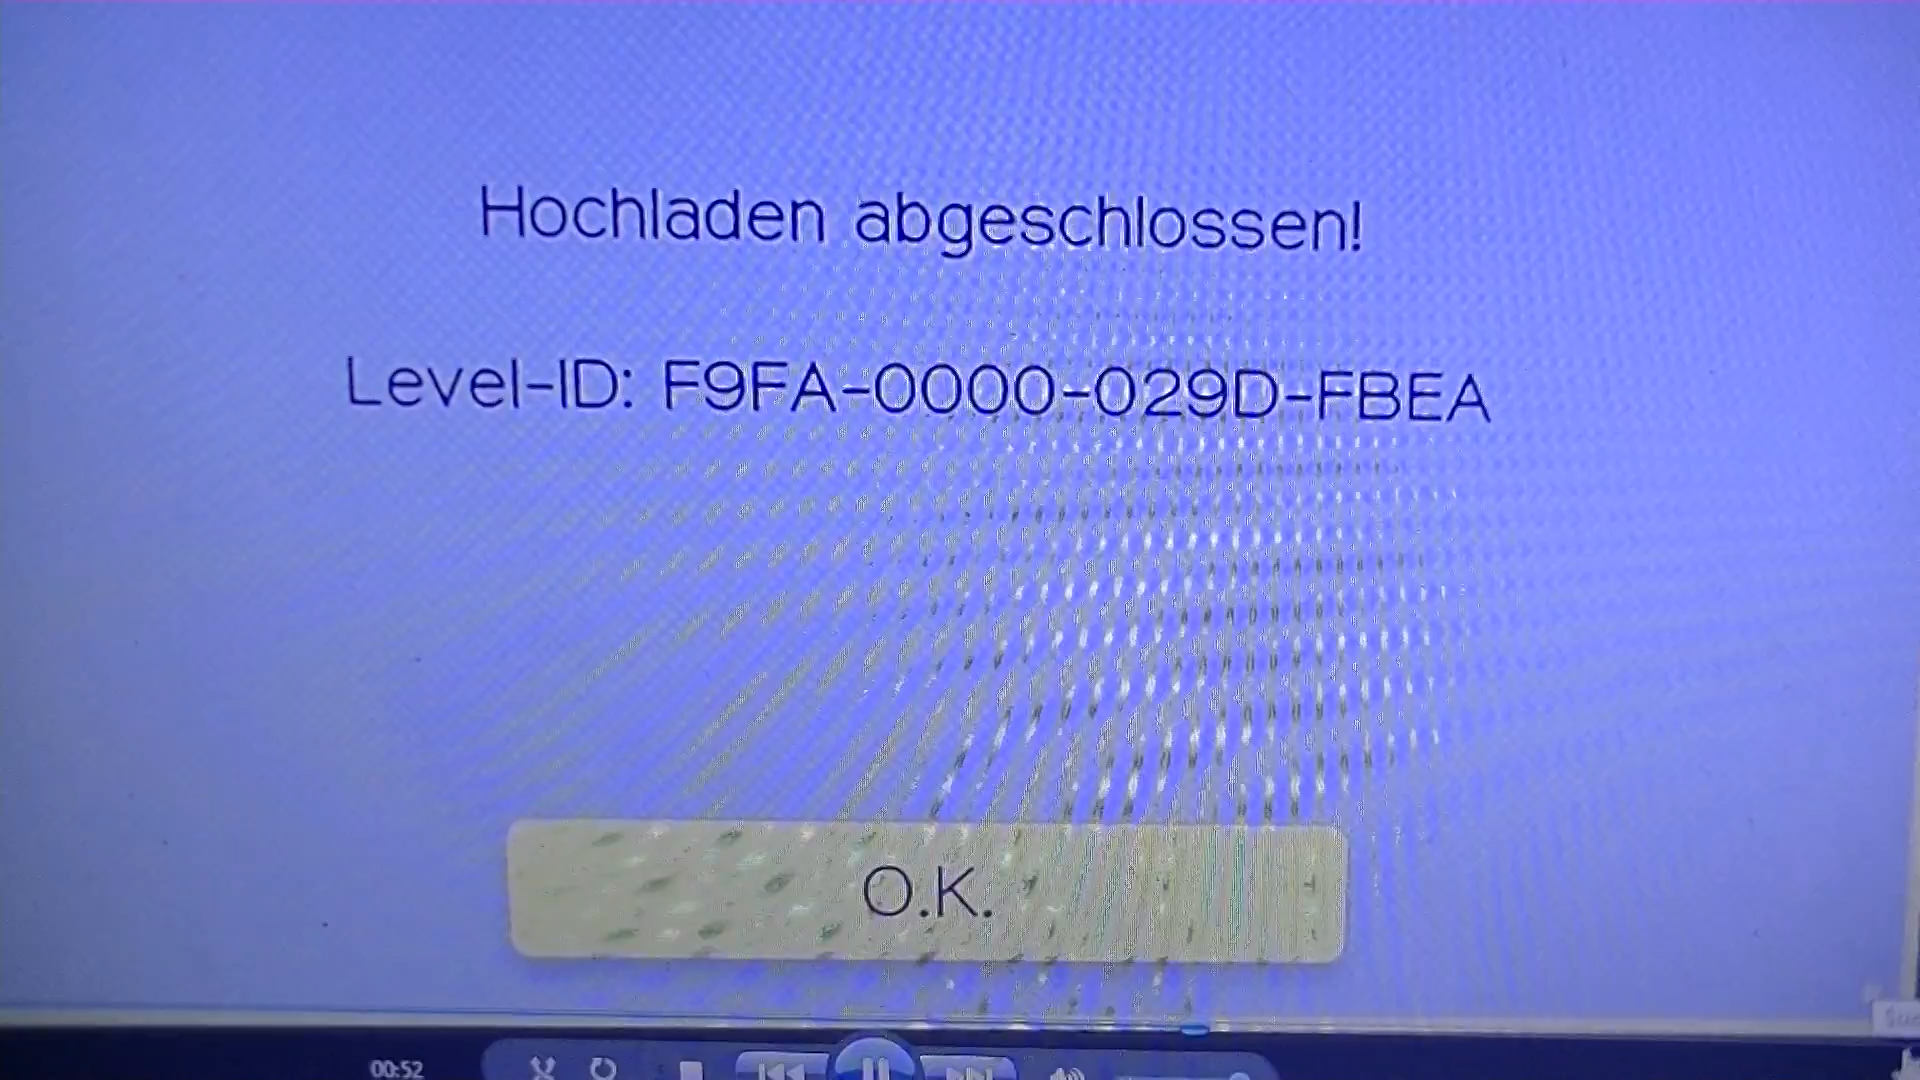 Hochladen abgeschlossen!
Level-ID: F9FA-0000-029D-FBEA
O.K.
00:52